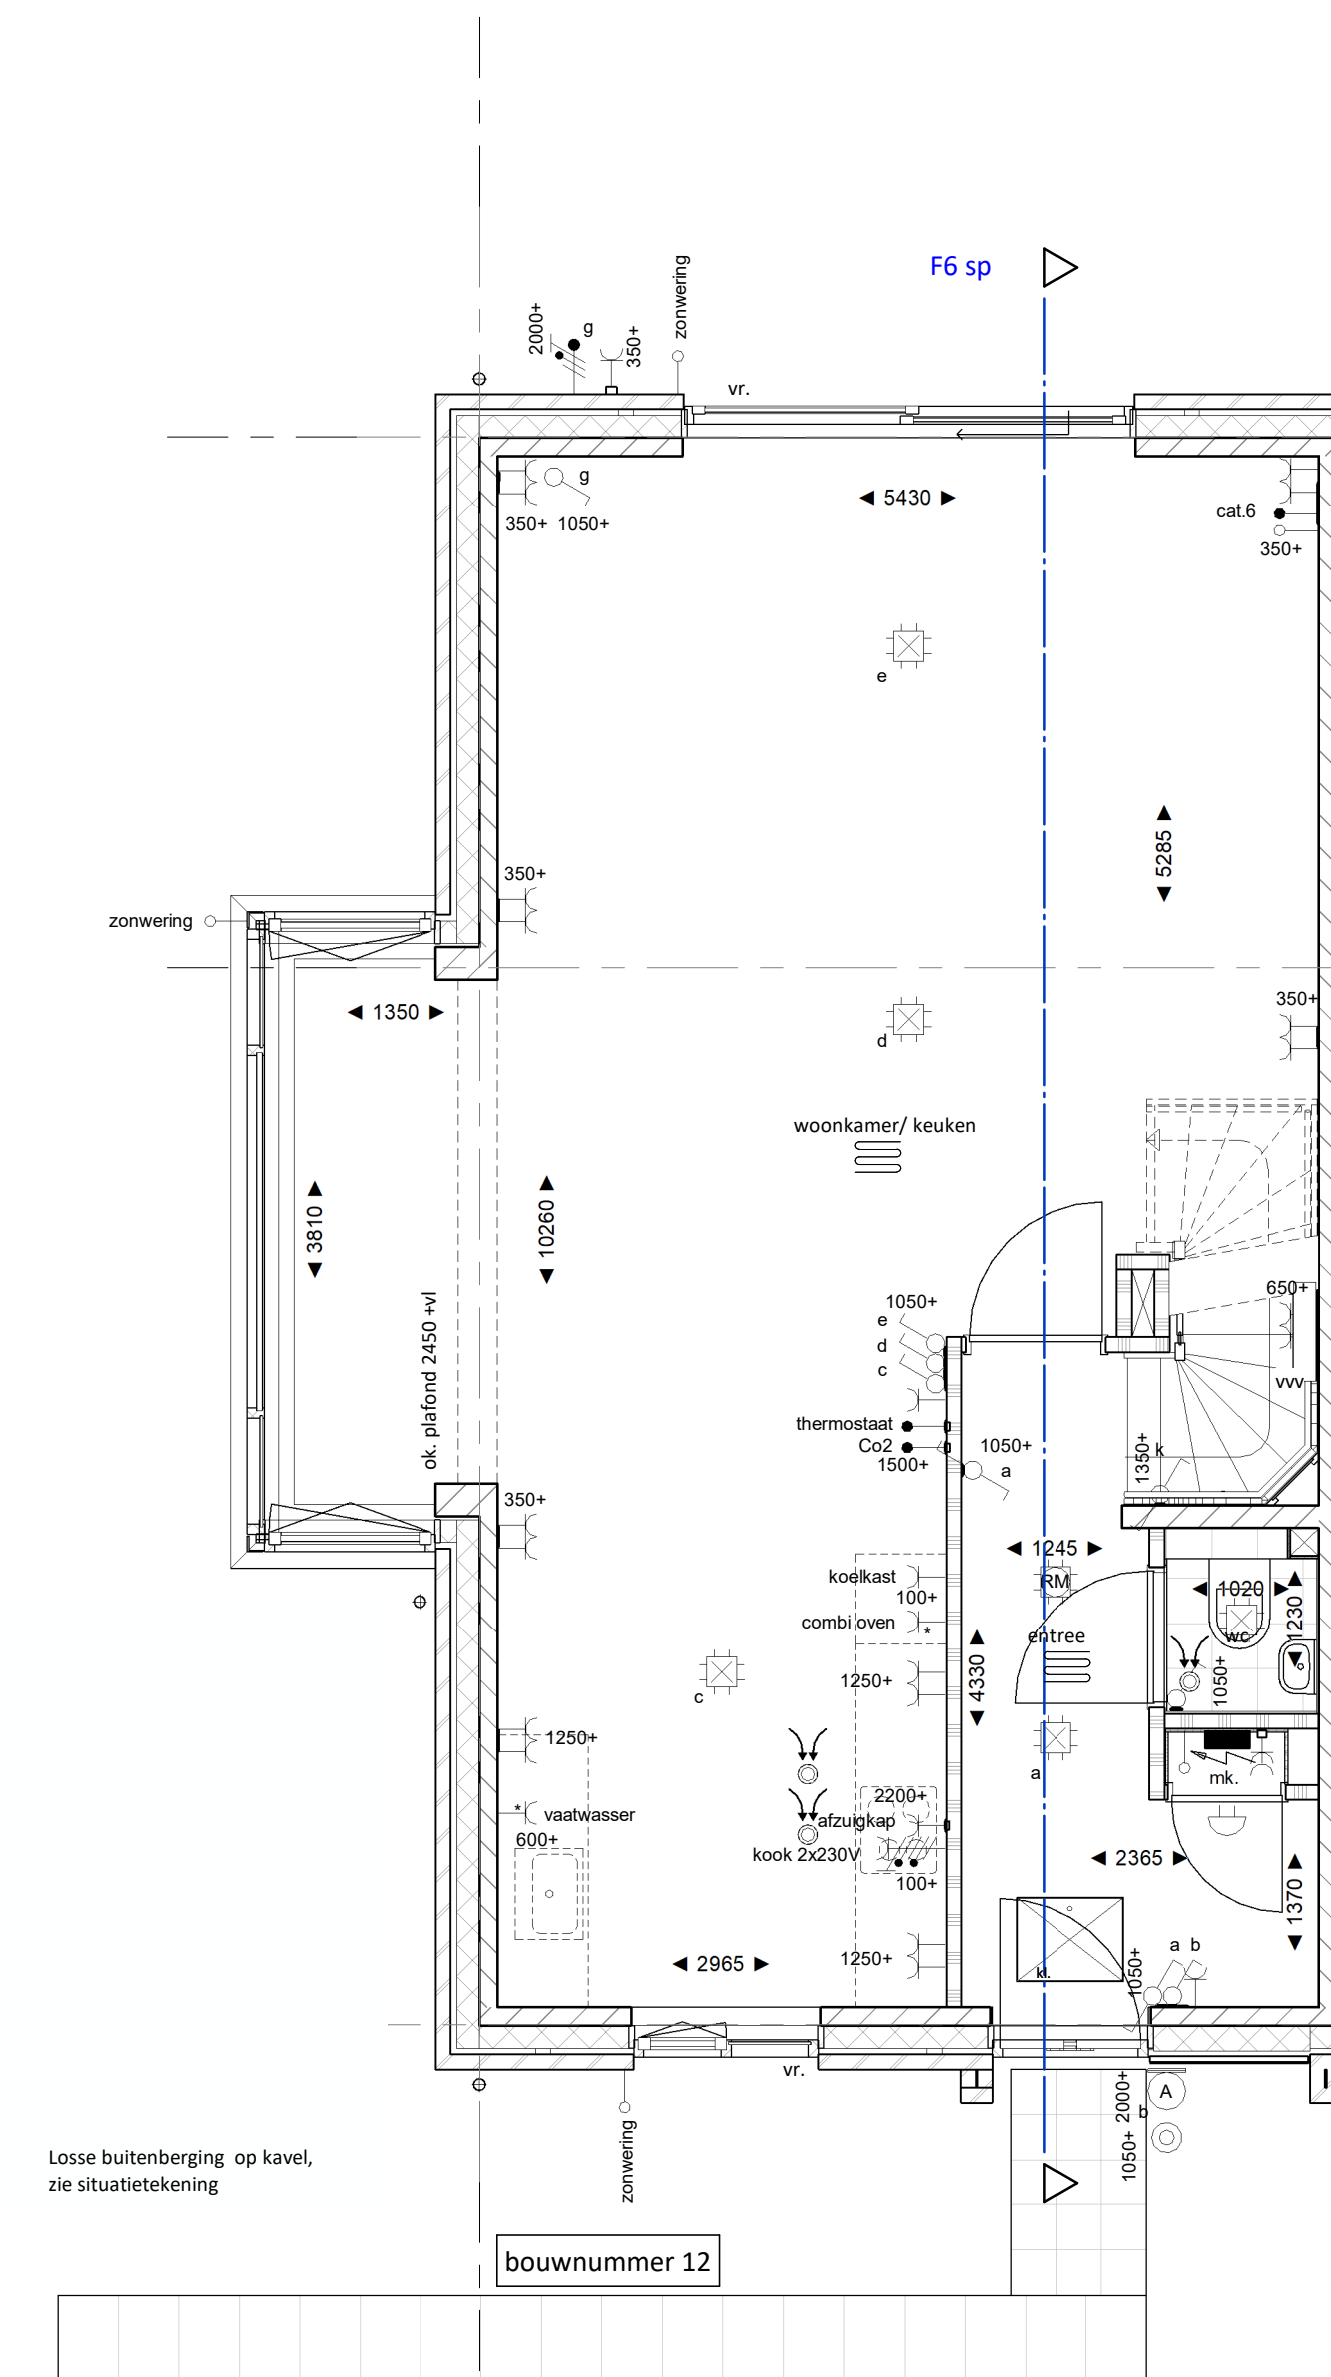 F6 sp
zonwering
2000+
g
350+
vr.
g
350+
1050+
5430
cat.6
350+
e
5285
350+
zonwering
1350
350+
d
woonkamer/ keuken
3810
10260
ok. plafond 2450 +vl
1050+
e
d
c
650+
vvv
thermostaat
Co2
1500+
1050+
a
1350+
k
350+
1245
RM
koelkast
100+
combi oven
*
1020
1230
entree
wc
1250+
4330
1050+
c
1250+
a
mk.
* vaatwasser
600+
2200+
afzuigkap
kook 2x230V
100+
2365
1370
1250+
2965
kl.
1050+
a b
vr.
2000+
A
b
1050+
zonwering
Losse buitenberging op kavel,
zie situatietekening
bouwnummer 12